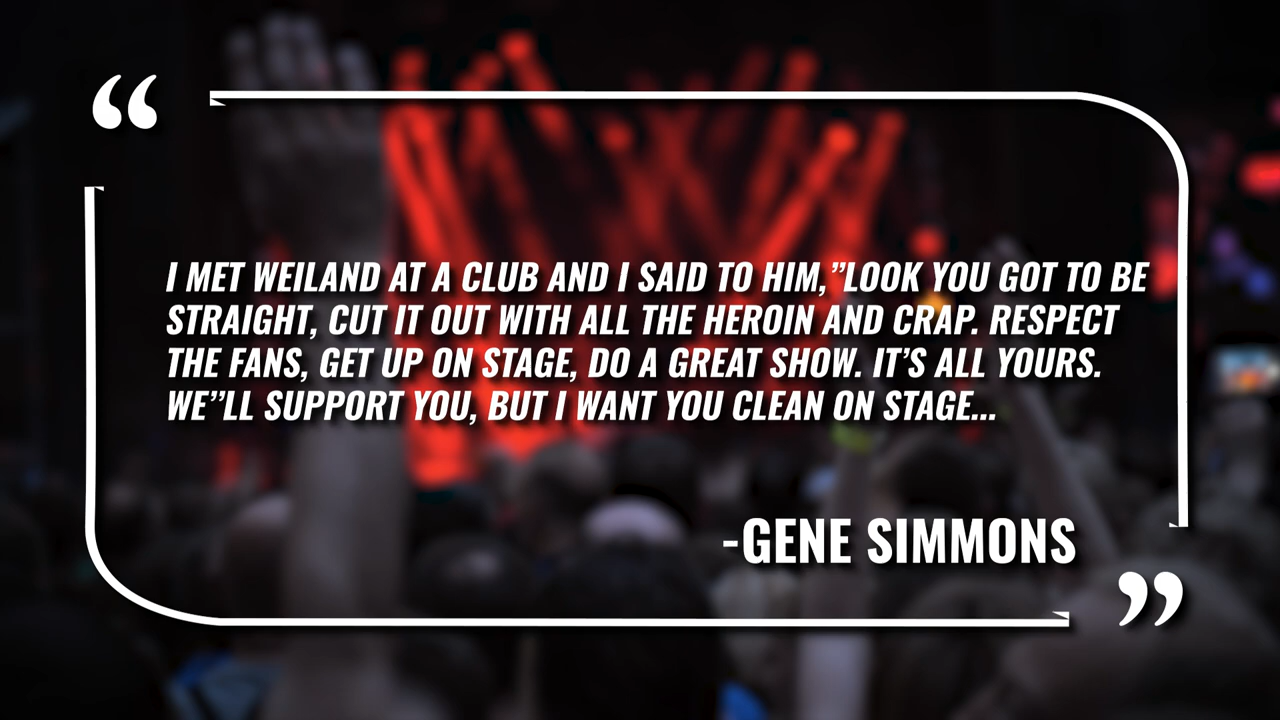 “
I MET WEILAND AT A CLUB AND I SAID TO HIM,”LOOK YOU GOT TO BE
STRAIGHT, CUT IT OUT WITH ALL THE HEROIN AND CRAP. RESPECT
THE FANS, GET UP ON STAGE, DO A GREAT SHOW. IT’S ALL YOURS.
WE’’LL SUPPORT YOU, BUT I WANT YOU CLEAN ON STAGE...
-GENE SIMMONS
”